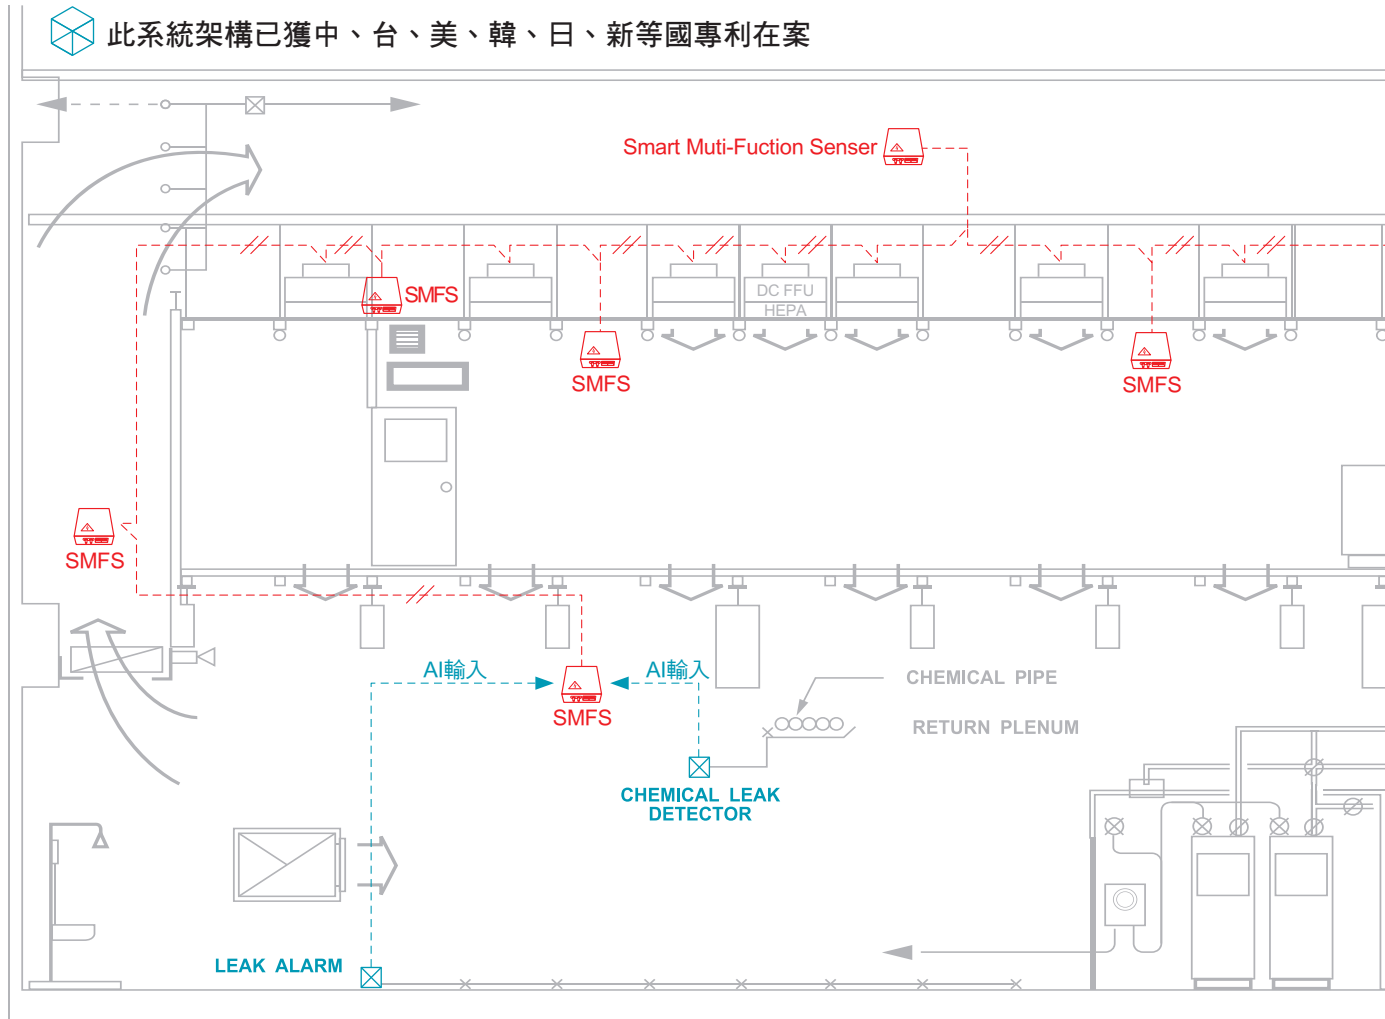 此系統架構已獲中、台、美、韓、日、新等國專利在案
Smart Muti-Fuction Senser
SMFS
DC FFU
HEPA
SMFS
SMFS
SMFS
AI輸入
AI輸入
SMFS
CHEMICAL PIPE
RETURN PLENUM
CHEMICAL LEAK
DETECTOR
LEAK ALARM